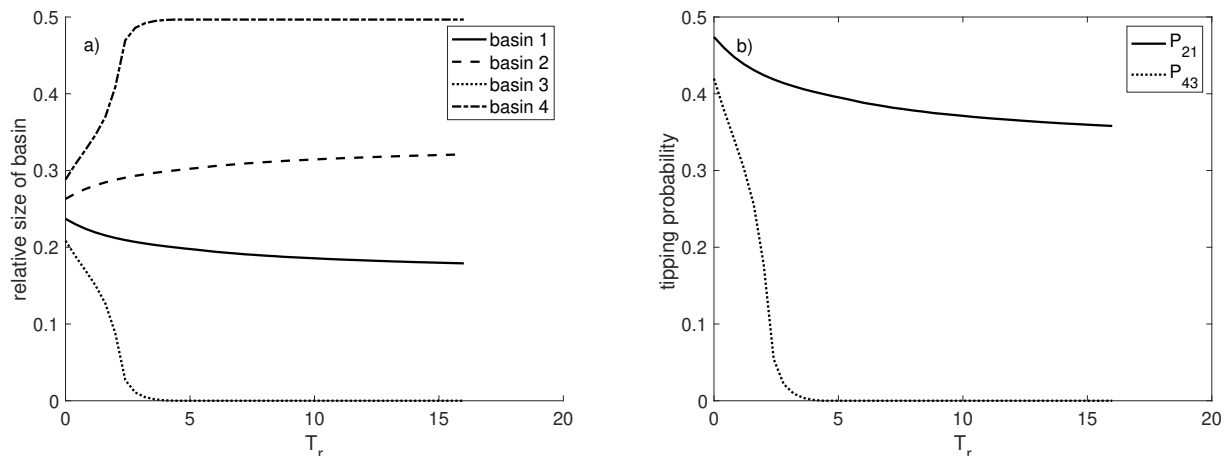 a)
basin 1
basin 2
basin 3
basin 4
relative size of basin
0.5
0.4
0.3
0.2
0.1
0
0 5 10 15 20
T_r
b)
P_21
P_43
tipping probability
0.5
0.4
0.3
0.2
0.1
0
0 5 10 15 20
T_r